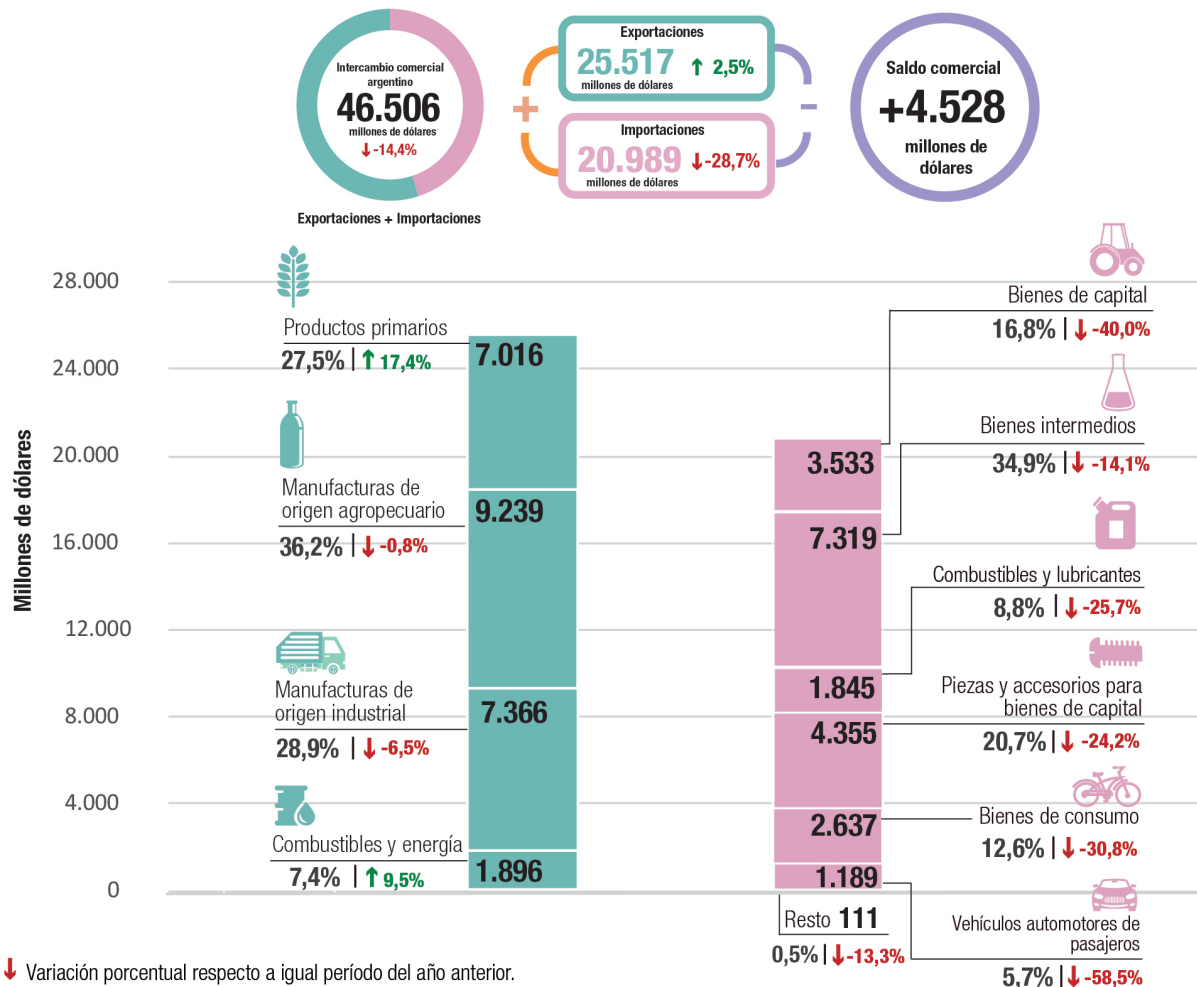 Intercambio comercial
argentino
46.506
millones de dólares
↓ -14,4%
Exportaciones + Importaciones
+
Exportaciones
25.517 ↑ 2,5%
millones de dólares
Importaciones
20.989 ↓ -28,7%
millones de dólares
-
Saldo comercial
+4.528
millones de
dólares
Millones de dólares
28.000
24.000
20.000
16.000
12.000
8.000
4.000
0
Productos primarios
27,5% | ↑ 17,4%
7.016
Manufacturas de
origen agropecuario
36,2% | ↓ -0,8%
9.239
Manufacturas de
origen industrial
28,9% | ↓ -6,5%
7.366
Combustibles y energía
7,4% | ↑ 9,5%
1.896
Bienes de capital
16,8% | ↓ -40,0%
3.533
Bienes intermedios
34,9% | ↓ -14,1%
7.319
Combustibles y lubricantes
8,8% | ↓ -25,7%
1.845
Piezas y accesorios para
bienes de capital
20,7% | ↓ -24,2%
4.355
Bienes de consumo
12,6% | ↓ -30,8%
2.637
1.189
Vehículos automotores de
pasajeros
5,7% | ↓ -58,5%
Resto 111
0,5% | ↓ -13,3%
↓ Variación porcentual respecto a igual período del año anterior.